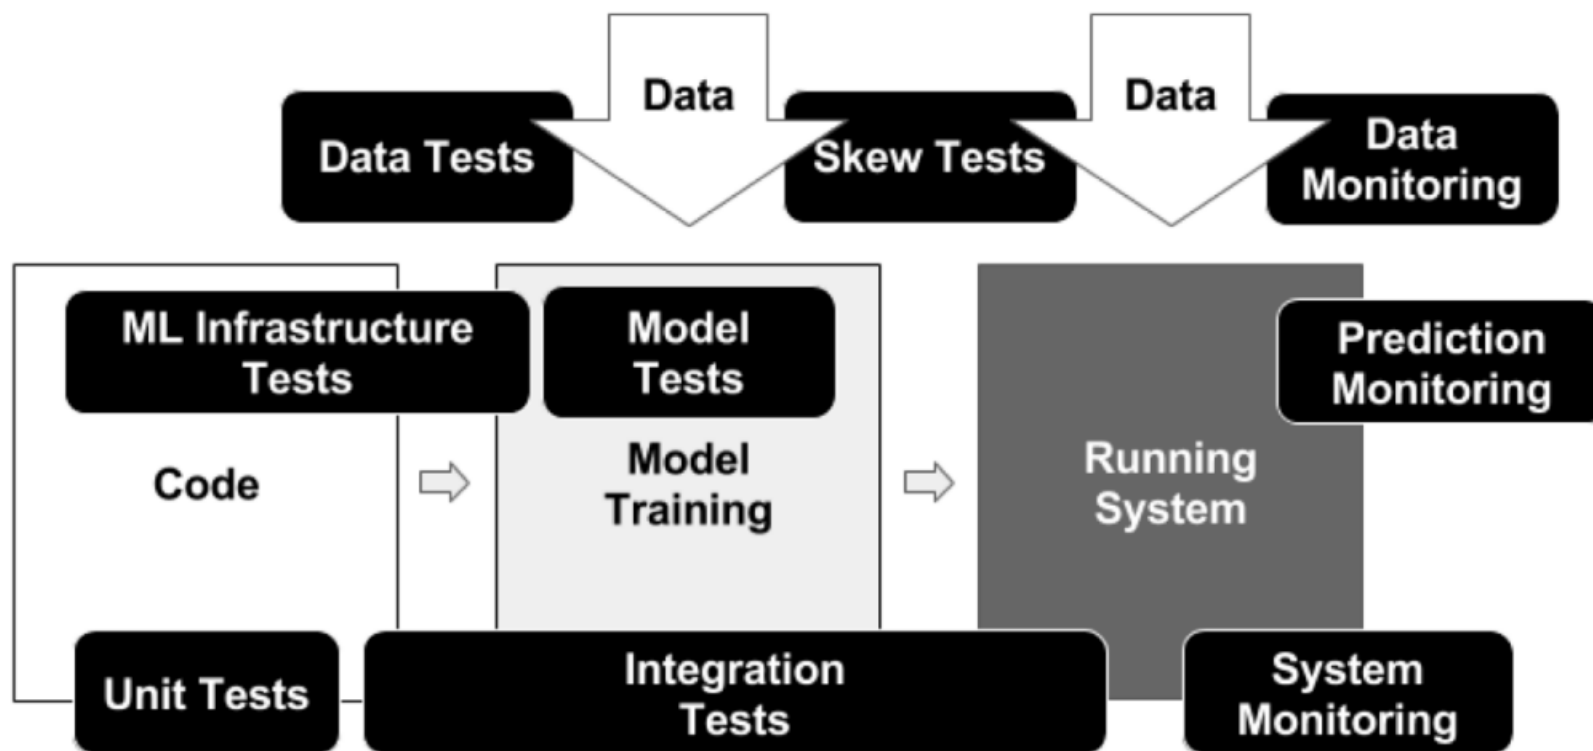 Data
Data
Data Tests
Skew Tests
Data
Monitoring
ML Infrastructure
Tests
Model
Tests
Prediction
Monitoring
Code
Model
Training
Running
System
Unit Tests
Integration
Tests
System
Monitoring